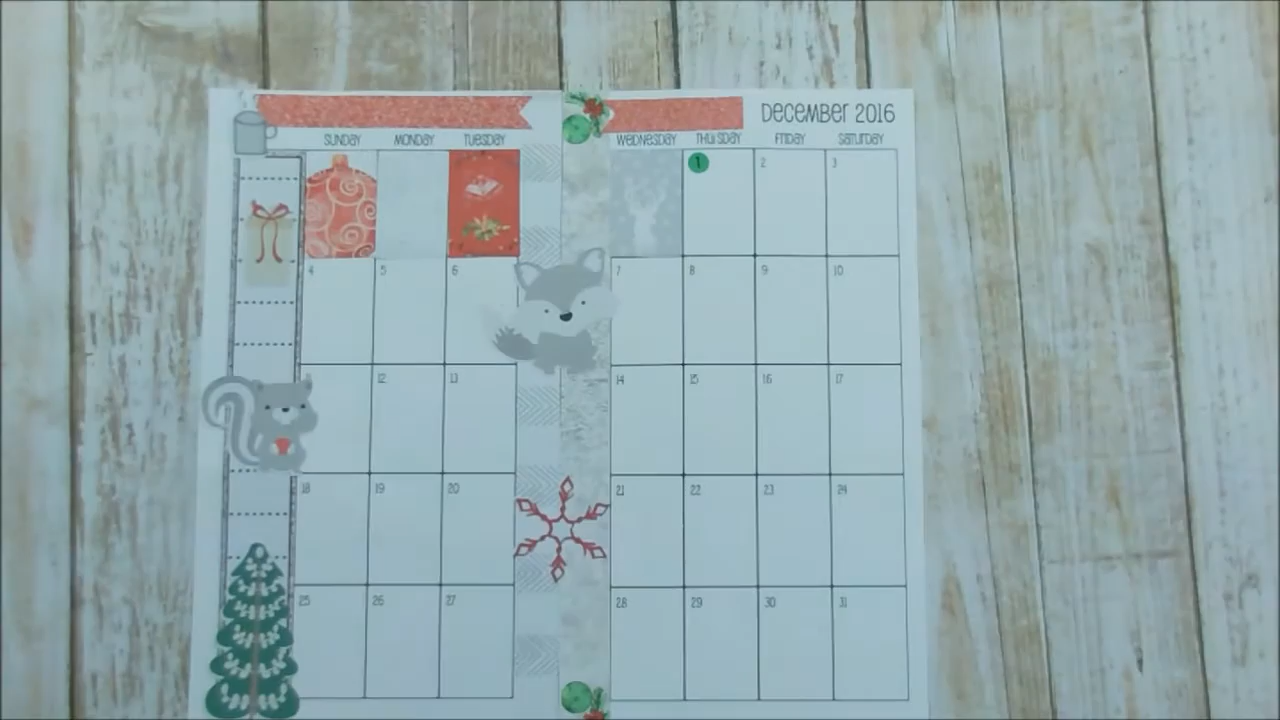 DECEMBER 2016
SUNDAY MONDAY TUESDAY WEDNESDAY THURSDAY FRIDAY SATURDAY
1 2 3
4 5 6 7 8 9 10
12 13 14 15 16 17
18 19 20 21 22 23 24
25 26 27 28 29 30 31